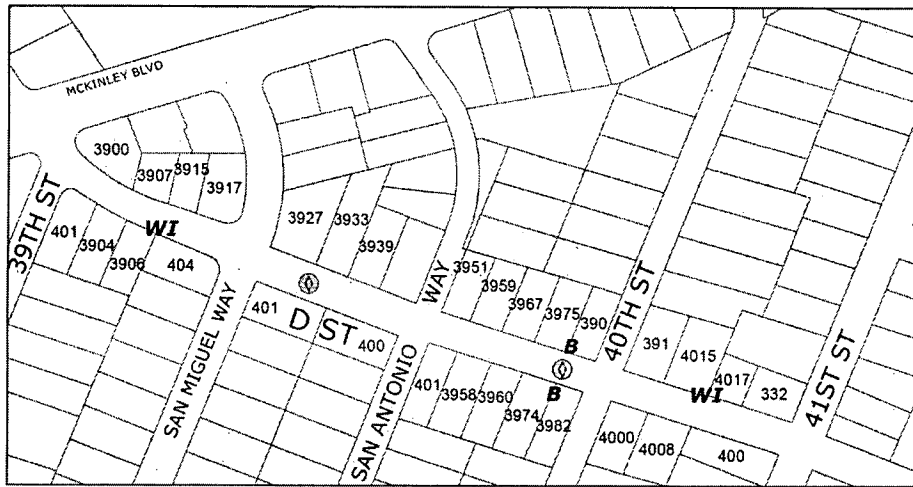 MCKINLEY BLVD
3900
3907
3915
3917
39TH ST
401
3904
3906
WI
404
3927
3933
3939
WAY
3951
3959
3967
3975
390
40TH ST
SAN MIGUEL WAY
401
D ST
400
SAN ANTONIO
B
B
401
3958
3960
3974
3982
391
4015
4017
WI
332
41ST ST
4000
4008
400